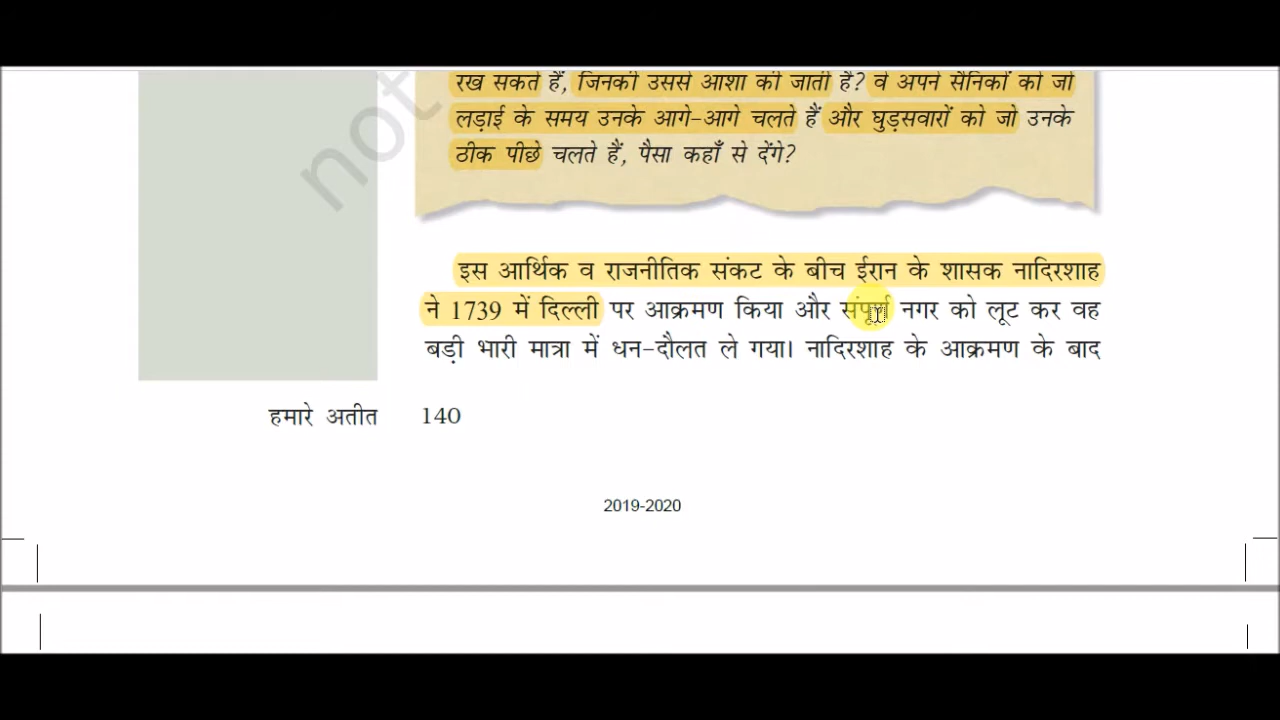 रख सकते हैं, जिनकी उससे आशा की जाती है? वे अपने सैनिकों को जो
लड़ाई के समय उनके आगे-आगे चलते हैं और घुड़सवारों को जो उनके
ठीक पीछे चलते हैं, पैसा कहाँ से देंगे?
not
इस आर्थिक व राजनीतिक संकट के बीच ईरान के शासक नादिरशाह
ने 1739 में दिल्ली पर आक्रमण किया और संपूर्ण नगर को लूट कर वह
बड़ी भारी मात्रा में धन-दौलत ले गया। नादिरशाह के आक्रमण के बाद
हमारे अतीत 140
2019-2020